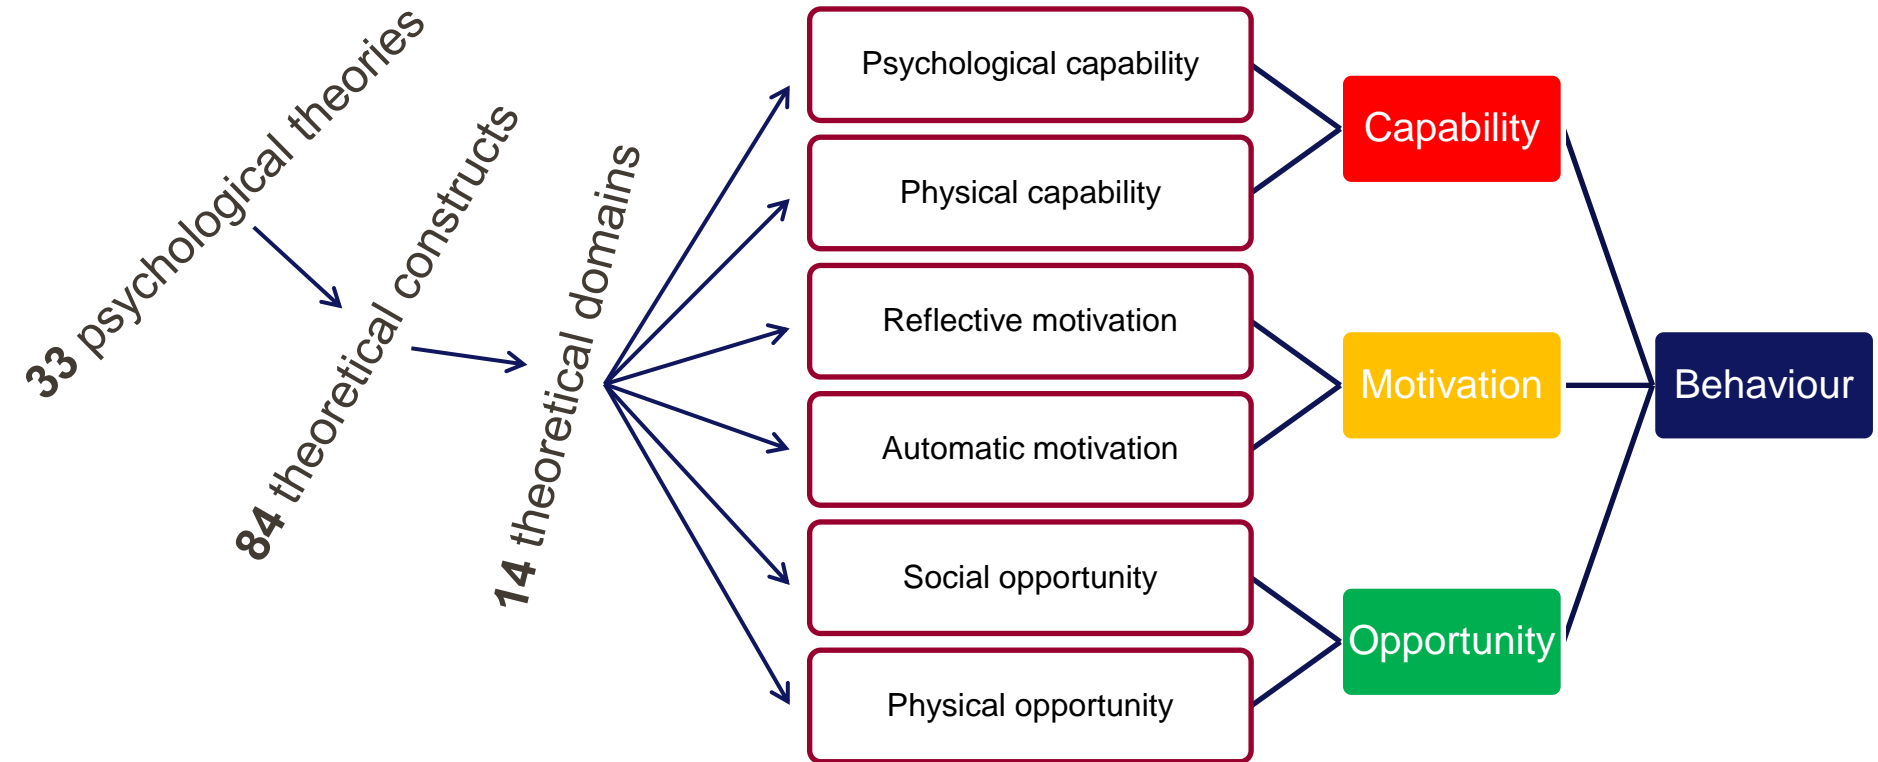 33 psychological theories
84 theoretical constructs
14 theoretical domains
Psychological capability
Physical capability
Reflective motivation
Automatic motivation
Social opportunity
Physical opportunity
Capability
Motivation
Opportunity
Behaviour